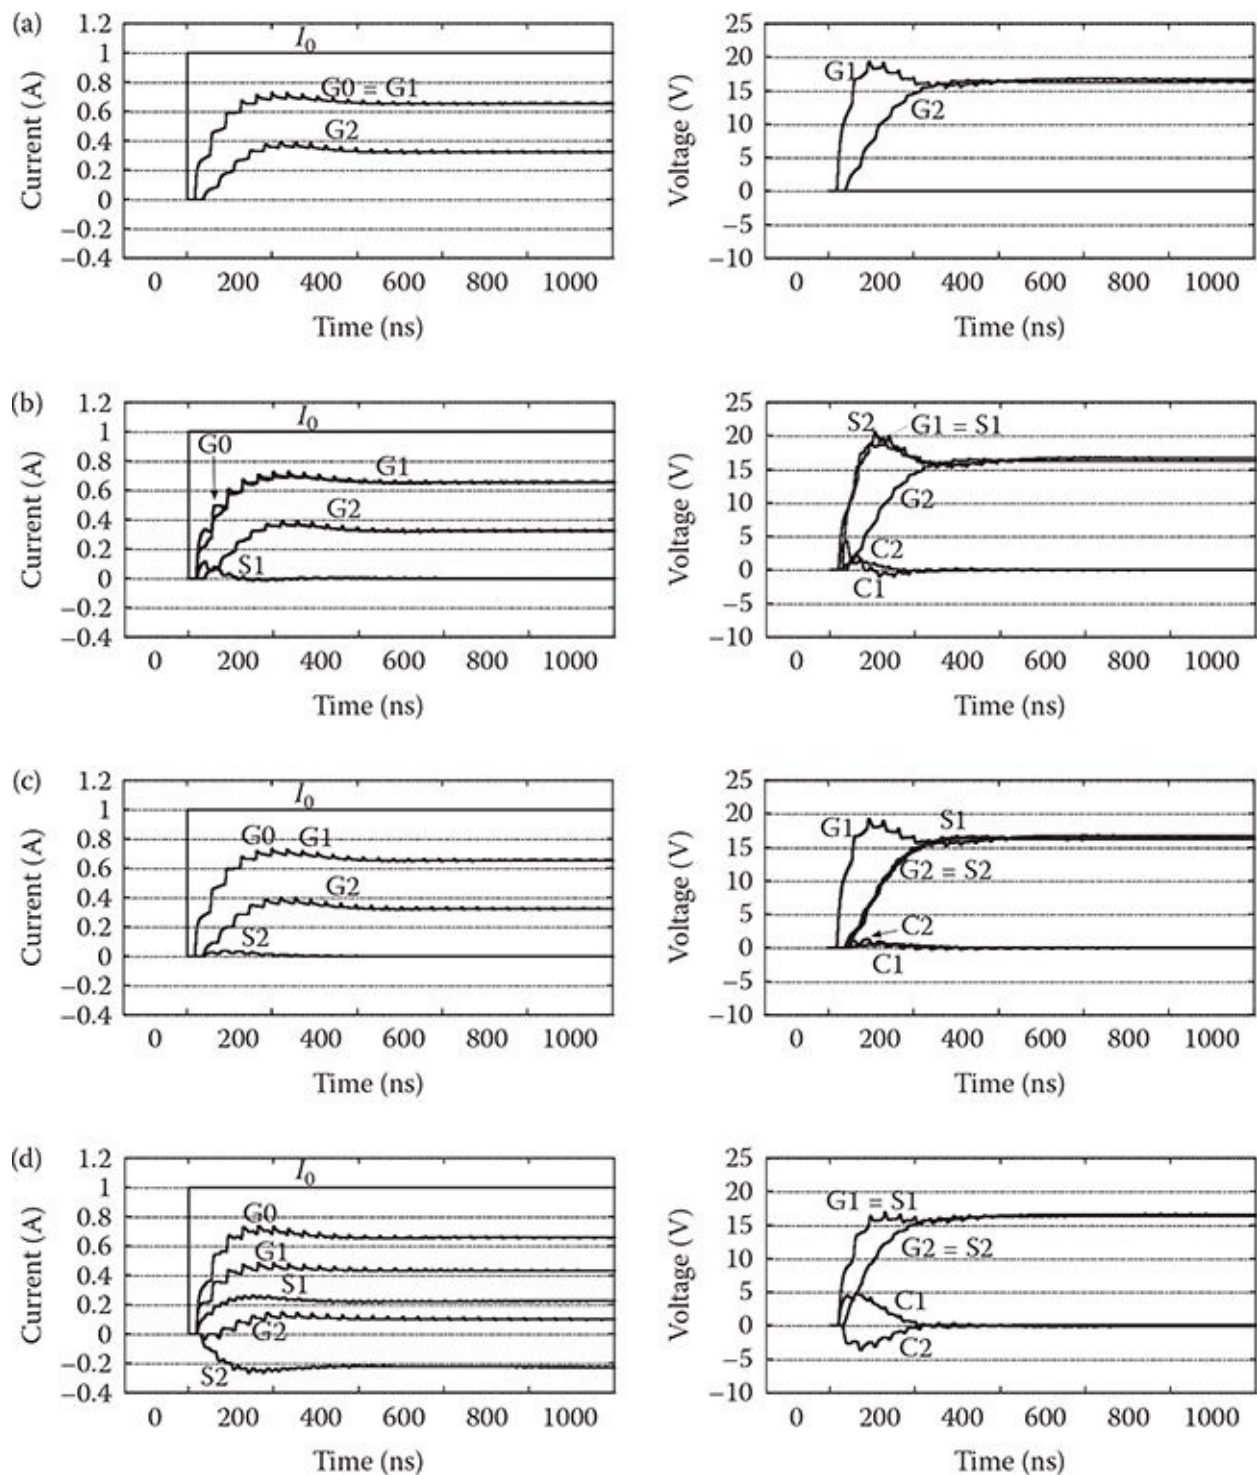 (a)
1.2
1
0.8
0.6
0.4
0.2
0
−0.2
−0.4
Current (A)
I0
G0 = G1
G2
0 200 400 600 800 1000
Time (ns)
25
20
15
10
5
0
−5
−10
Voltage (V)
G1
G2
0 200 400 600 800 1000
Time (ns)
(b)
1.2
1
0.8
0.6
0.4
0.2
0
−0.2
−0.4
Current (A)
I0
G0
G1
G2
S1
0 200 400 600 800 1000
Time (ns)
25
20
15
10
5
0
−5
−10
Voltage (V)
S2
G1 = S1
G2
C2
C1
0 200 400 600 800 1000
Time (ns)
(c)
1.2
1
0.8
0.6
0.4
0.2
0
−0.2
−0.4
Current (A)
I0
G0
G1
G2
S2
0 200 400 600 800 1000
Time (ns)
25
20
15
10
5
0
−5
−10
Voltage (V)
G1
S1
G2 = S2
C2
C1
0 200 400 600 800 1000
Time (ns)
(d)
1.2
1
0.8
0.6
0.4
0.2
0
−0.2
−0.4
Current (A)
I0
G0
G1
S1
G2
S2
0 200 400 600 800 1000
Time (ns)
25
20
15
10
5
0
−5
−10
Voltage (V)
G1 = S1
G2 = S2
C1
C2
0 200 400 600 800 1000
Time (ns)